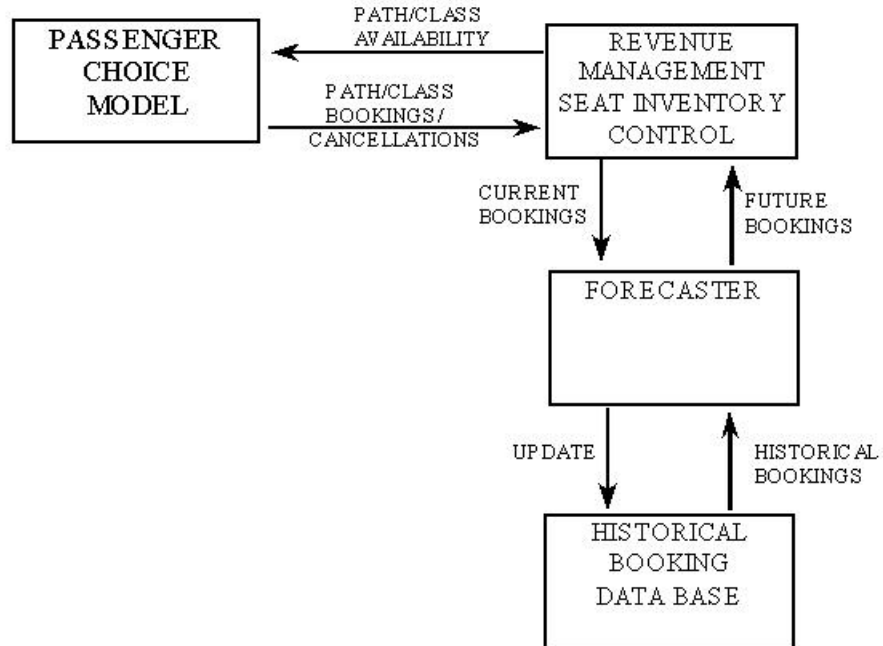 PASSENGER
CHOICE
MODEL
PATH/CLASS
AVAILABILITY
PATH/CLASS
BOOKINGS/
CANCELLATIONS
REVENUE
MANAGEMENT
SEAT INVENTORY
CONTROL
CURRENT
BOOKINGS
FUTURE
BOOKINGS
FORECASTER
UPDATE
HISTORICAL
BOOKINGS
HISTORICAL
BOOKING
DATA BASE